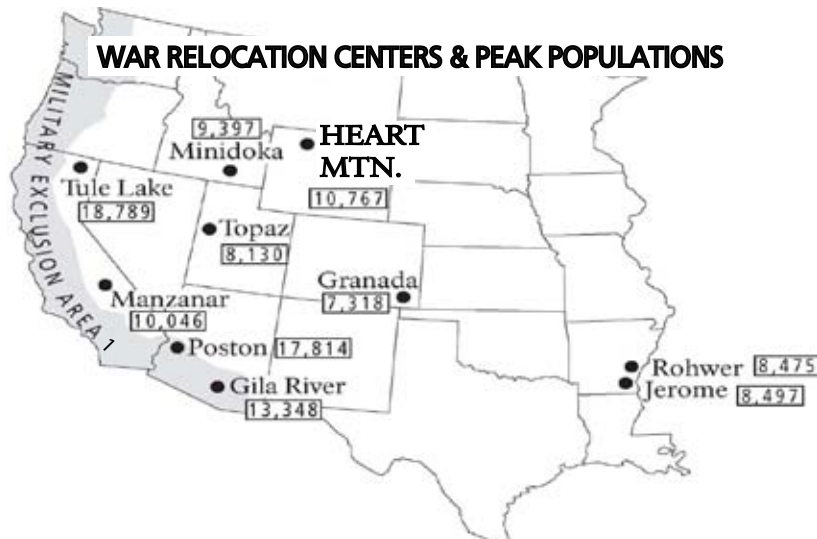 WAR RELOCATION CENTERS & PEAK POPULATIONS
MILITARY EXCLUSION AREA 1
9,397
Minidoka
HEART
MTN.
10,767
Tule Lake
18,789
Topaz
8,130
Granada
7,318
Manzanar
10,046
Poston 17,814
Gila River
13,348
Rohwer 8,475
Jerome 8,497